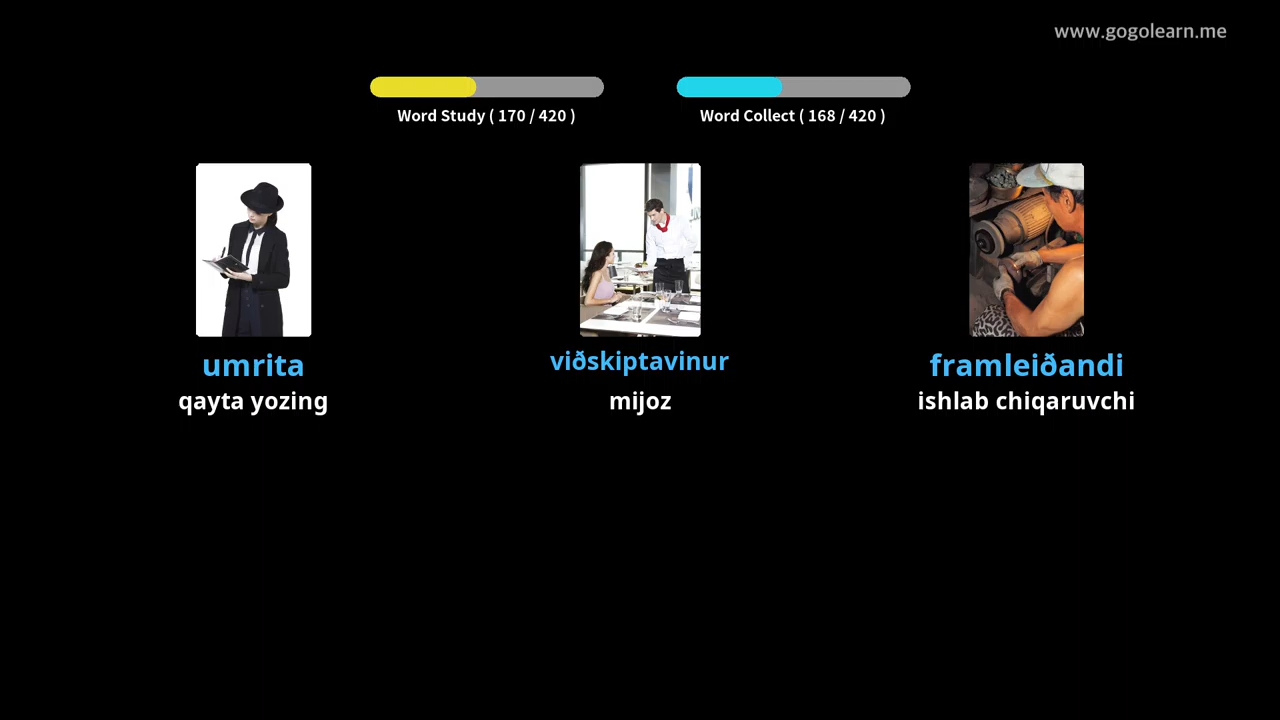 www.gogolearn.me
Word Study ( 170 / 420 )
Word Collect ( 168 / 420 )
umrita
viðskiptavinur
framleiðandi
qayta yozing
mijoz
ishlab chiqaruvchi